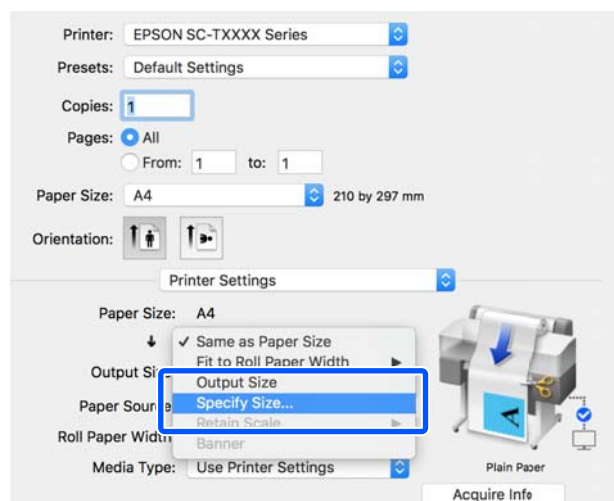 Printer: EPSON SC-TXXXX Series
Presets: Default Settings
Copies: 1
Pages: All
From: 1 to: 1
Paper Size: A4 210 by 297 mm
Orientation:
Printer Settings
Paper Size: A4
Same as Paper Size
Fit to Roll Paper Width
Output Size
Output Size
Paper Source
Specify Size...
Retain Scale
Roll Paper Width
Banner
Media Type: Use Printer Settings
Plain Paper
Acquire Info